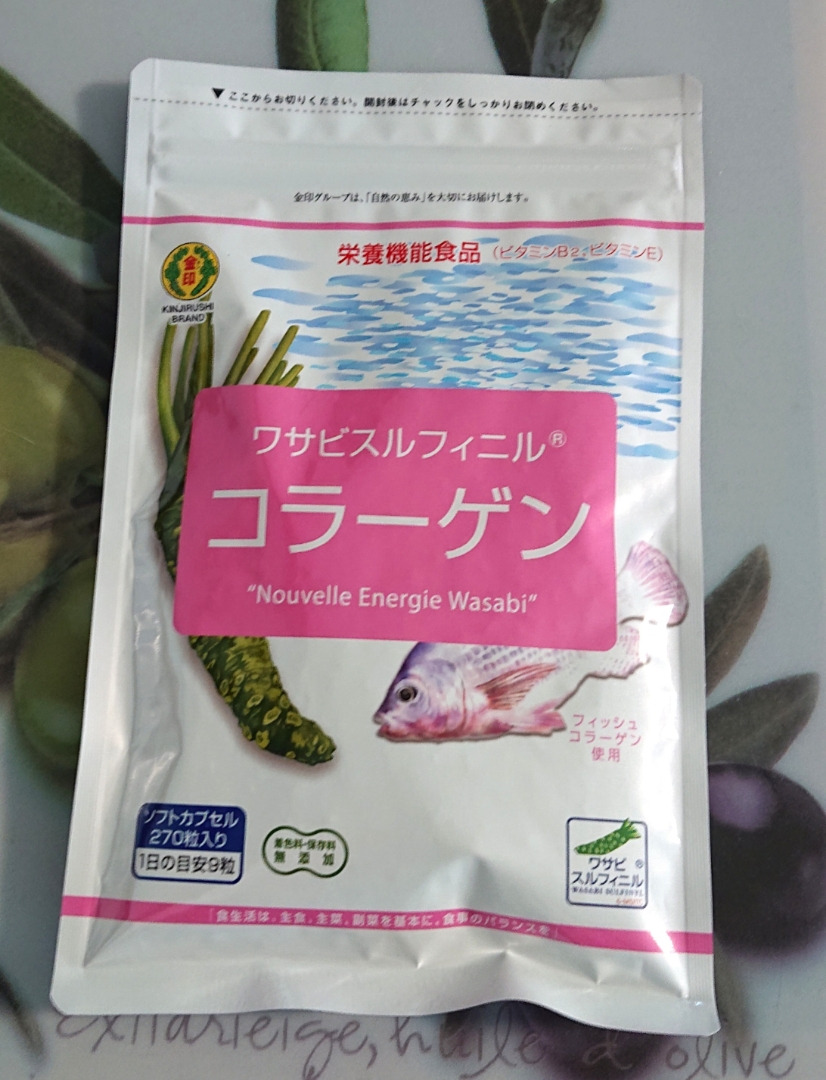 ▼ここからお切りください。開封後はチャックをしっかりお閉めください。
金印グループは、「自然の恵み」を大切にお届けします。
栄養機能食品(ビタミンB2・ビタミンE)
金印
KINJIRUSHI
BRAND
ワサビスルフィニル®
コラーゲン
"Nouvelle Energie Wasabi"
フィッシュ
コラーゲン
使用
ソフトカプセル
270粒入り
1日の目安9粒
着色料・保存料
無添加
ワサビ®
スルフィニル
WASABI SULFINYL
「食生活は、主食、主菜、副菜を基本に、食事のバランスを」
huile d'olive